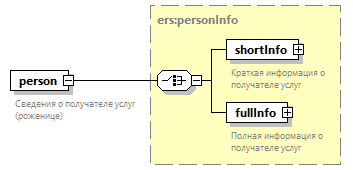 ers:personInfo
shortInfo
Краткая информация о
получателе услуг
person
Сведения о получателе услуг
(роженице)
fullInfo
Полная информация о
получателе услуг